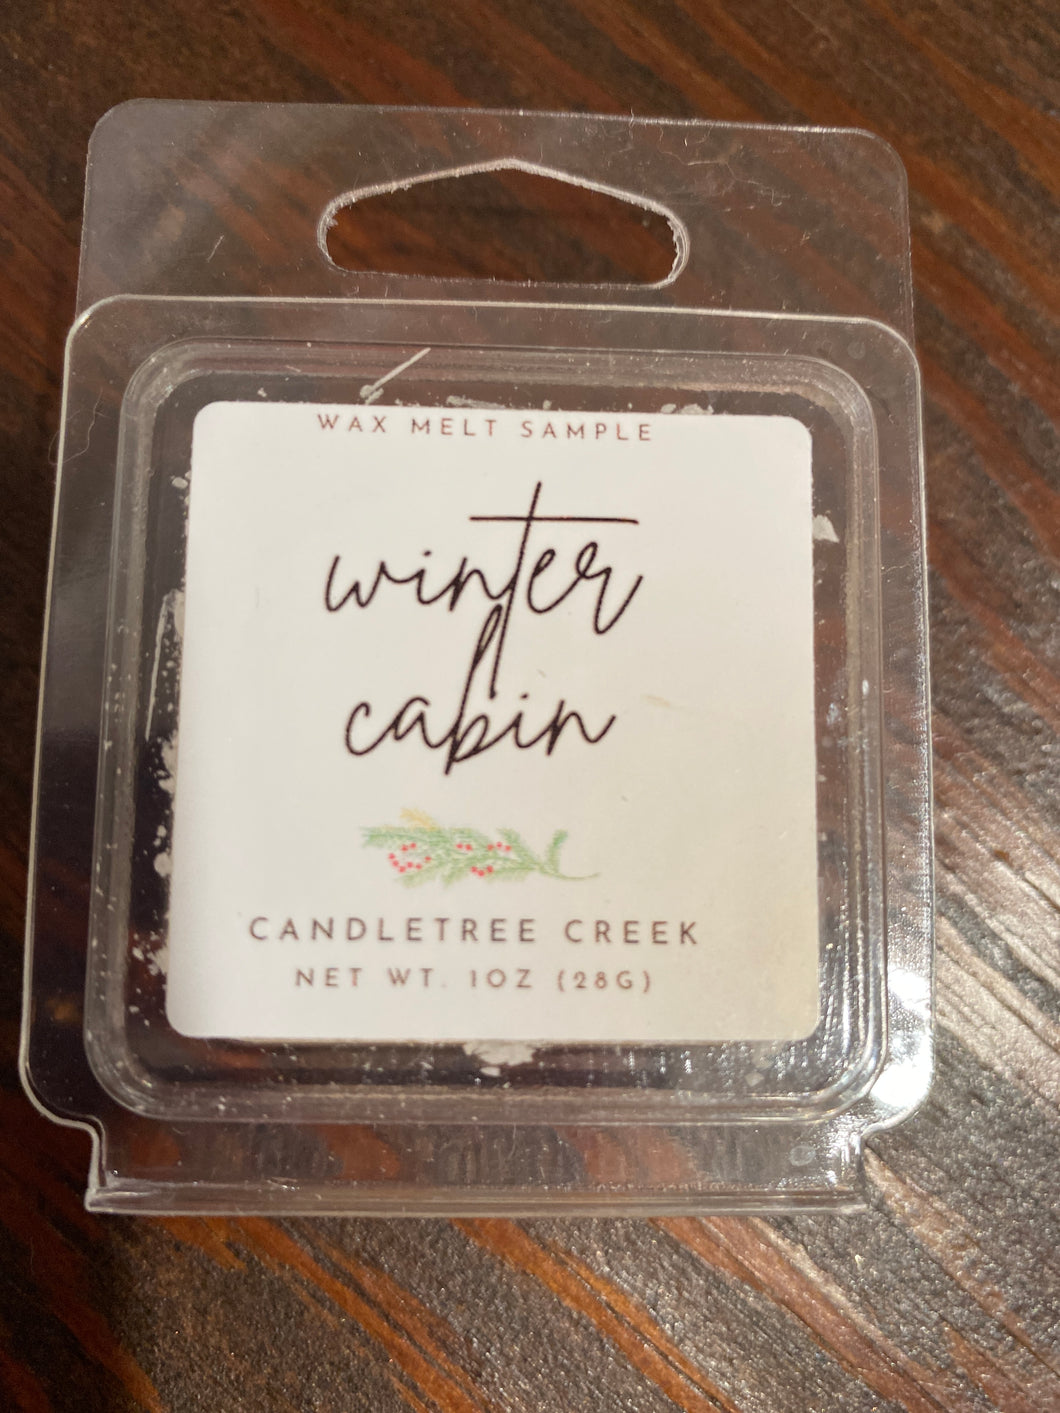 WAX MELT SAMPLE
winter
cabin
CANDLETREE CREEK
NET WT. 1OZ (28G)